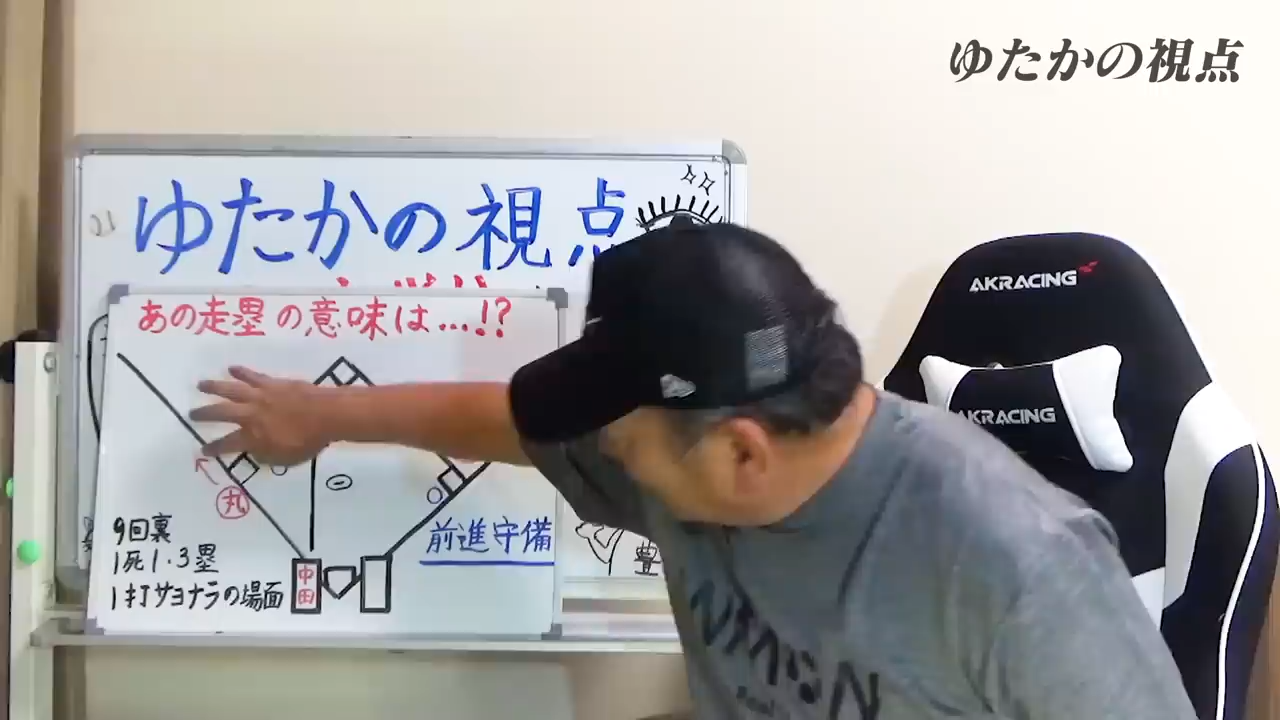 ゆたかの視点
ゆたかの視点
あの走塁の意味は…!?
丸
前進守備
9回裏
1死1・3塁
1打サヨナラの場面
中田
豊
AKRACING
AKRACING